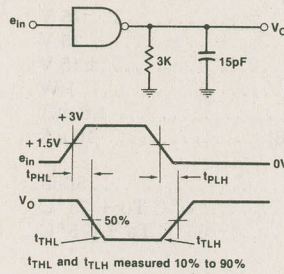 e_in
V_O
3K
15pF
+3V
+1.5V
e_in
0V
t_PHL
t_PLH
V_O
50%
t_THL
t_TLH
t_THL and t_TLH measured 10% to 90%